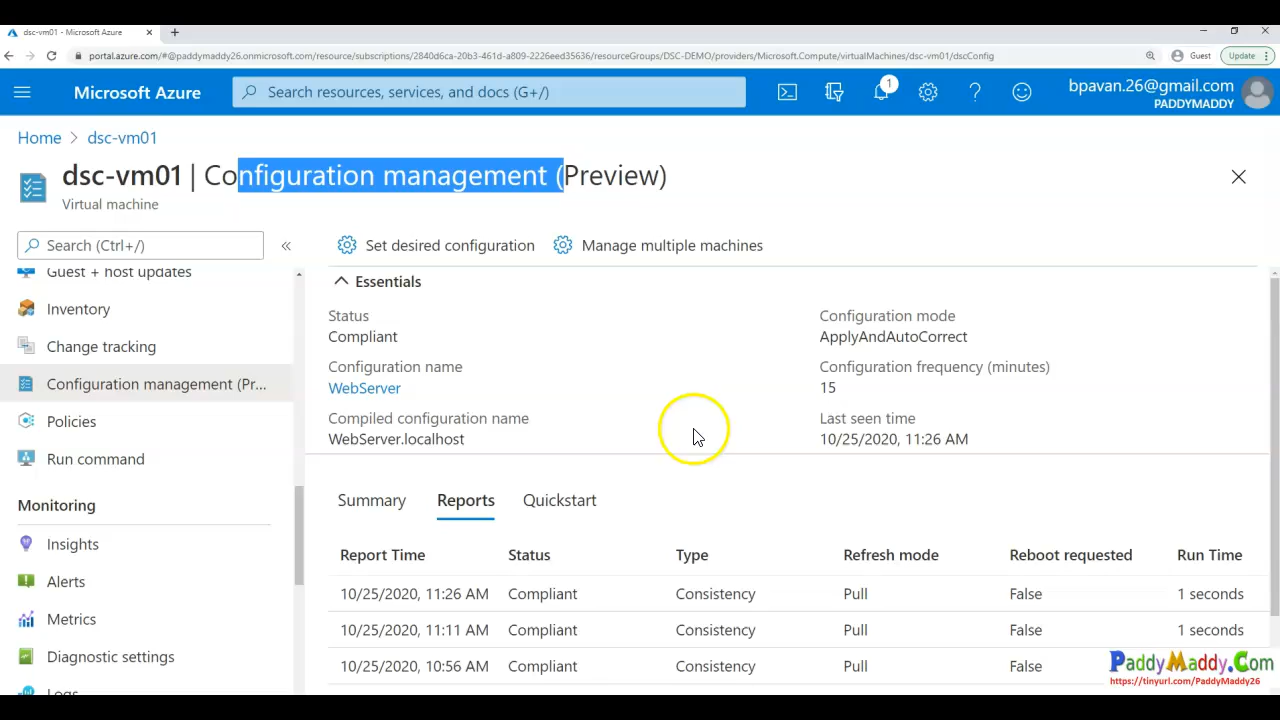 dsc-vm01 - Microsoft Azure
portal.azure.com/#@paddymaddy26.onmicrosoft.com/resource/subscriptions/2840d6ca-20b3-461d-a809-2226eed35636/resourceGroups/DSC-DEMO/providers/Microsoft.Compute/virtualMachines/dsc-vm01/dscConfig
Guest
Update
Microsoft Azure
Search resources, services, and docs (G+/)
1
bpavan.26@gmail.com
PADDYMADDY
Home > dsc-vm01
dsc-vm01 | Configuration management (Preview)
Virtual machine
Search (Ctrl+/)
Set desired configuration
Manage multiple machines
Guest + host updates
Inventory
Change tracking
Configuration management (Pr...
Policies
Run command
Monitoring
Insights
Alerts
Metrics
Diagnostic settings
Logs
Essentials
Status
Compliant
Configuration name
WebServer
Compiled configuration name
WebServer.localhost
Configuration mode
ApplyAndAutoCorrect
Configuration frequency (minutes)
15
Last seen time
10/25/2020, 11:26 AM
Summary Reports Quickstart
Report Time Status Type Refresh mode Reboot requested Run Time
10/25/2020, 11:26 AM Compliant Consistency Pull False 1 seconds
10/25/2020, 11:11 AM Compliant Consistency Pull False 1 seconds
10/25/2020, 10:56 AM Compliant Consistency Pull False
PaddyMaddy.Com
https://tinyurl.com/PaddyMaddy26